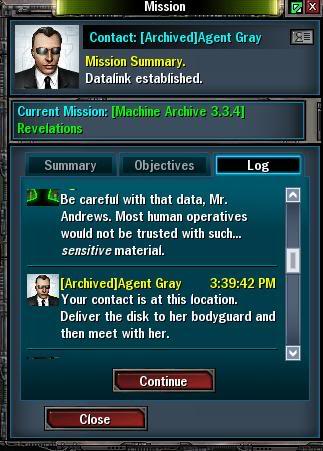 Mission
Contact: [Archived]Agent Gray
Mission Summary.
Datalink established.
Current Mission: [Machine Archive 3.3.4]
Revelations
Summary
Objectives
Log
Be careful with that data, Mr.
Andrews. Most human operatives
would not be trusted with such...
sensitive material.
[Archived]Agent Gray 3:39:42 PM
Your contact is at this location.
Deliver the disk to her bodyguard and
then meet with her.
Continue
Close